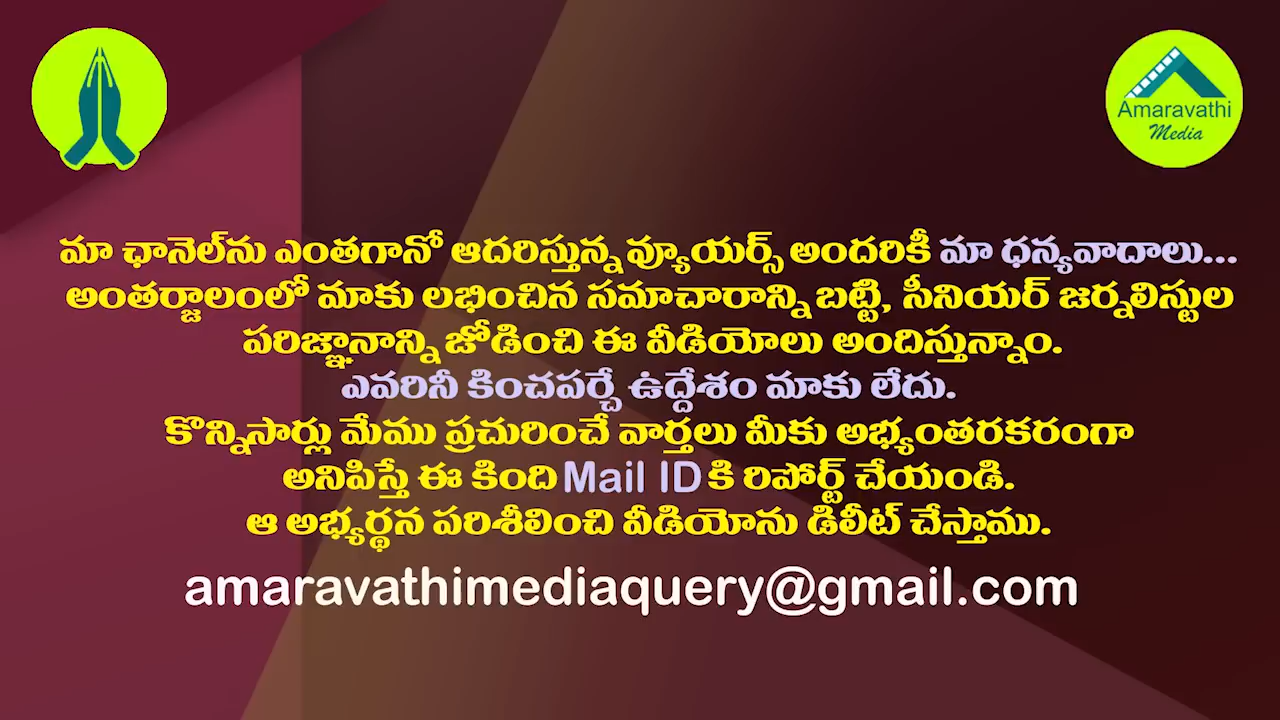 Amaravathi
Media
మా ఛానెల్‌ను ఎంతగానో ఆదరిస్తున్న వ్యూయర్స్ అందరికీ మా ధన్యవాదాలు...
అంతర్జాలంలో మాకు లభించిన సమాచారాన్ని బట్టి, సీనియర్ జర్నలిస్టుల
పరిజ్ఞానాన్ని జోడించి ఈ వీడియోలు అందిస్తున్నాం.
ఎవరినీ కించపర్చే ఉద్దేశం మాకు లేదు.
కొన్నిసార్లు మేము ప్రచురించే వార్తలు మీకు అభ్యంతరకరంగా
అనిపిస్తే ఈ కింది Mail ID కి రిపోర్ట్ చేయండి.
ఆ అభ్యర్థన పరిశీలించి వీడియోను డిలీట్ చేస్తాము.
amaravathimediaquery@gmail.com